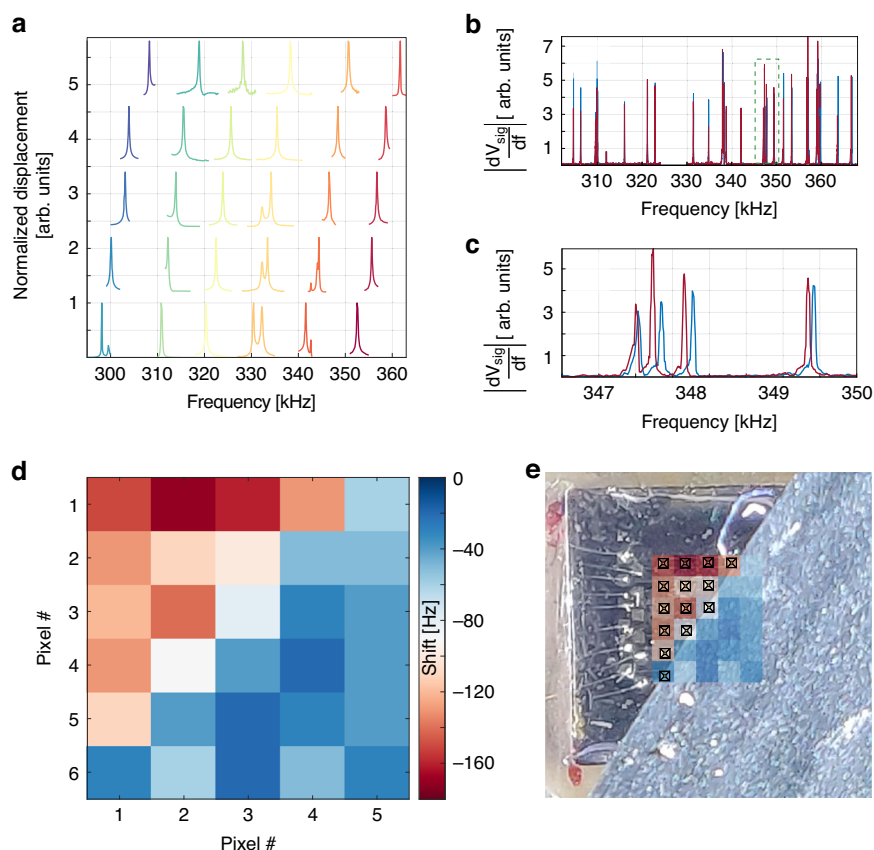 a
Normalized displacement
[arb. units]
5
4
3
2
1
300 310 320 330 340 350 360
Frequency [kHz]
b
|dVsig/df| [ arb. units]
7
5
3
1
310 320 330 340 350 360
Frequency [kHz]
c
|dVsig/df| [ arb. units]
5
3
1
347 348 349 350
Frequency [kHz]
d
Pixel #
1
2
3
4
5
6
1 2 3 4 5
Pixel #
Shift [Hz]
0
−40
−80
−120
−160
e